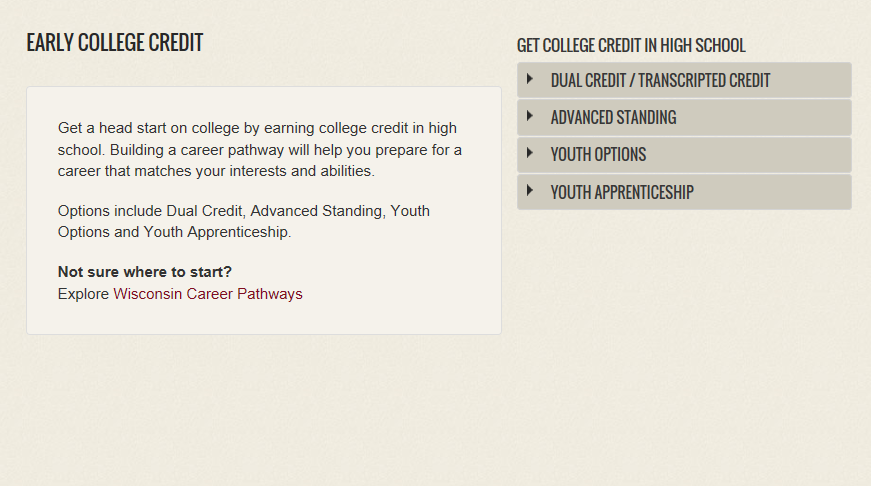 EARLY COLLEGE CREDIT
Get a head start on college by earning college credit in high
school. Building a career pathway will help you prepare for a
career that matches your interests and abilities.
Options include Dual Credit, Advanced Standing, Youth
Options and Youth Apprenticeship.
Not sure where to start?
Explore Wisconsin Career Pathways
GET COLLEGE CREDIT IN HIGH SCHOOL
DUAL CREDIT / TRANSCRIPTED CREDIT
ADVANCED STANDING
YOUTH OPTIONS
YOUTH APPRENTICESHIP